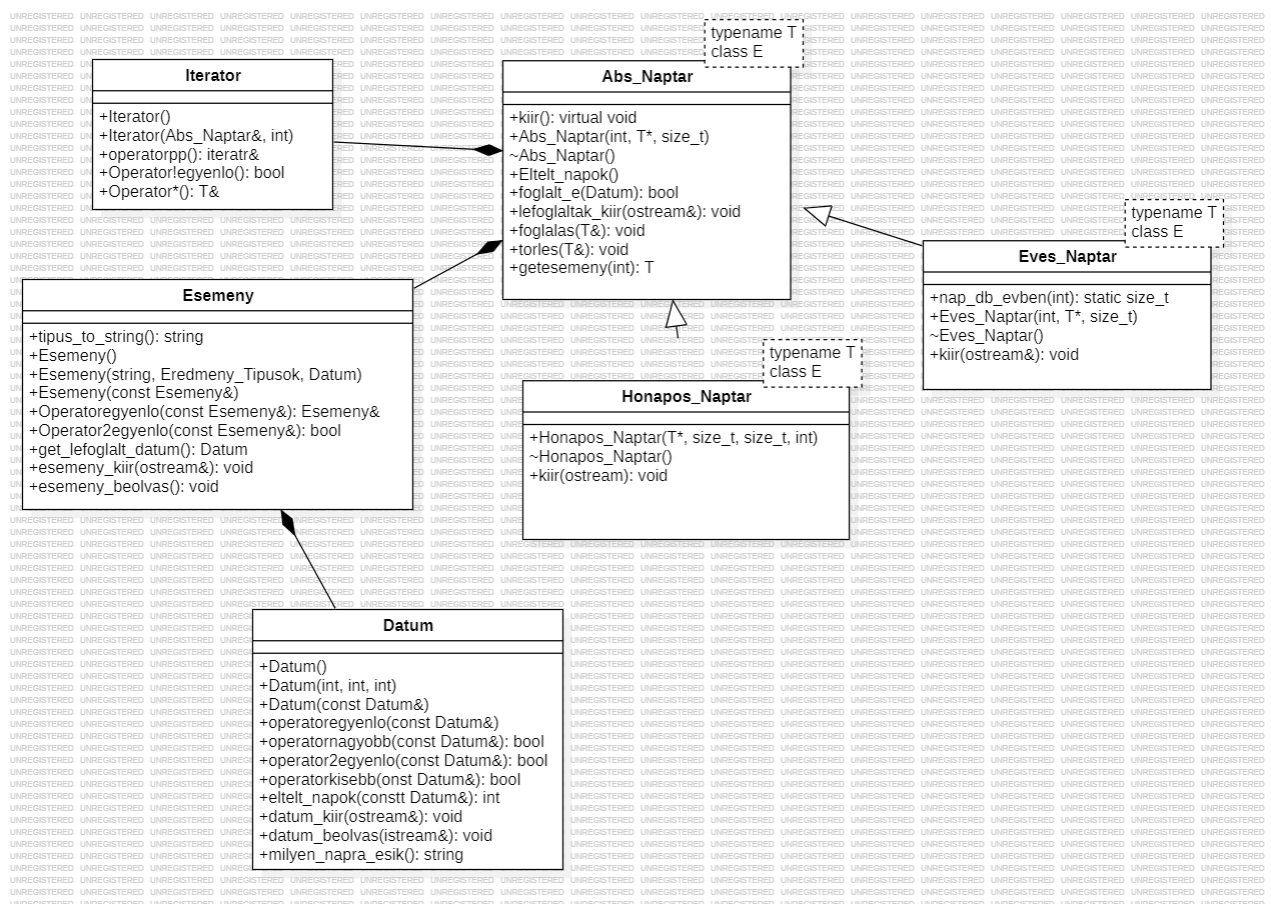 Iterator
+Iterator()
+Iterator(Abs_Naptar&, int)
+operatorpp(): iteratr&
+Operator!egyenlo(): bool
+Operator*(): T&
typename T
class E
Abs_Naptar
+kiir(): virtual void
+Abs_Naptar(int, T*, size_t)
~Abs_Naptar()
+Eltelt_napok()
+foglalt_e(Datum): bool
+lefoglaltak_kiir(ostream&): void
+foglalas(T&): void
+torles(T&): void
+getesemeny(int): T
typename T
class E
Eves_Naptar
+nap_db_evben(int): static size_t
+Eves_Naptar(int, T*, size_t)
~Eves_Naptar()
+kiir(ostream&): void
Esemeny
+tipus_to_string(): string
+Esemeny()
+Esemeny(string, Eredmeny_Tipusok, Datum)
+Esemeny(const Esemeny&)
+Operatoregyenlo(const Esemeny&): Esemeny&
+Operator2egyenlo(const Esemeny&): bool
+get_lefoglalt_datum(): Datum
+esemeny_kiir(ostream&): void
+esemeny_beolvas(): void
typename T
class E
Honapos_Naptar
+Honapos_Naptar(T*, size_t, size_t, int)
~Honapos_Naptar()
+kiir(ostream): void
Datum
+Datum()
+Datum(int, int, int)
+Datum(const Datum&)
+operatoregyenlo(const Datum&)
+operatornagyobb(const Datum&): bool
+operator2egyenlo(const Datum&): bool
+operatorkisebb(onst Datum&): bool
+eltelt_napok(constt Datum&): int
+datum_kiir(ostream&): void
+datum_beolvas(istream&): void
+milyen_napra_esik(): string
UNREGISTERED